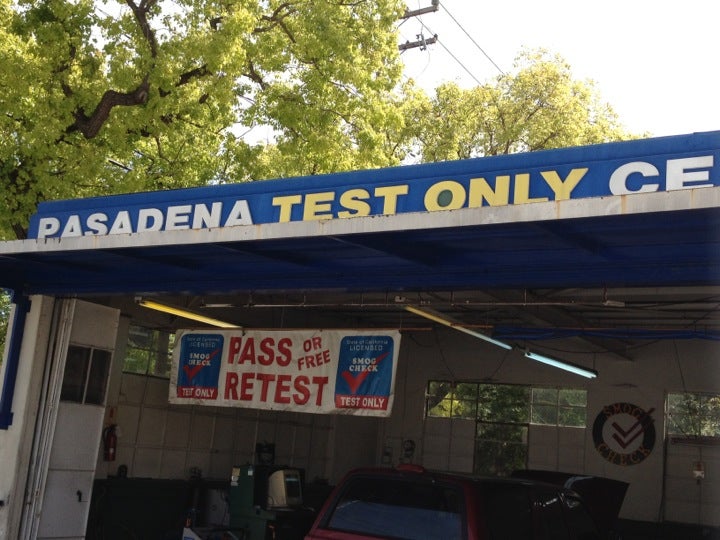 PASADENA TEST ONLY CE
State of California
LICENSED
SMOG
CHECK
TEST ONLY
PASS OR FREE
RETEST
State of California
LICENSED
SMOG
CHECK
TEST ONLY
SMOG
CHECK